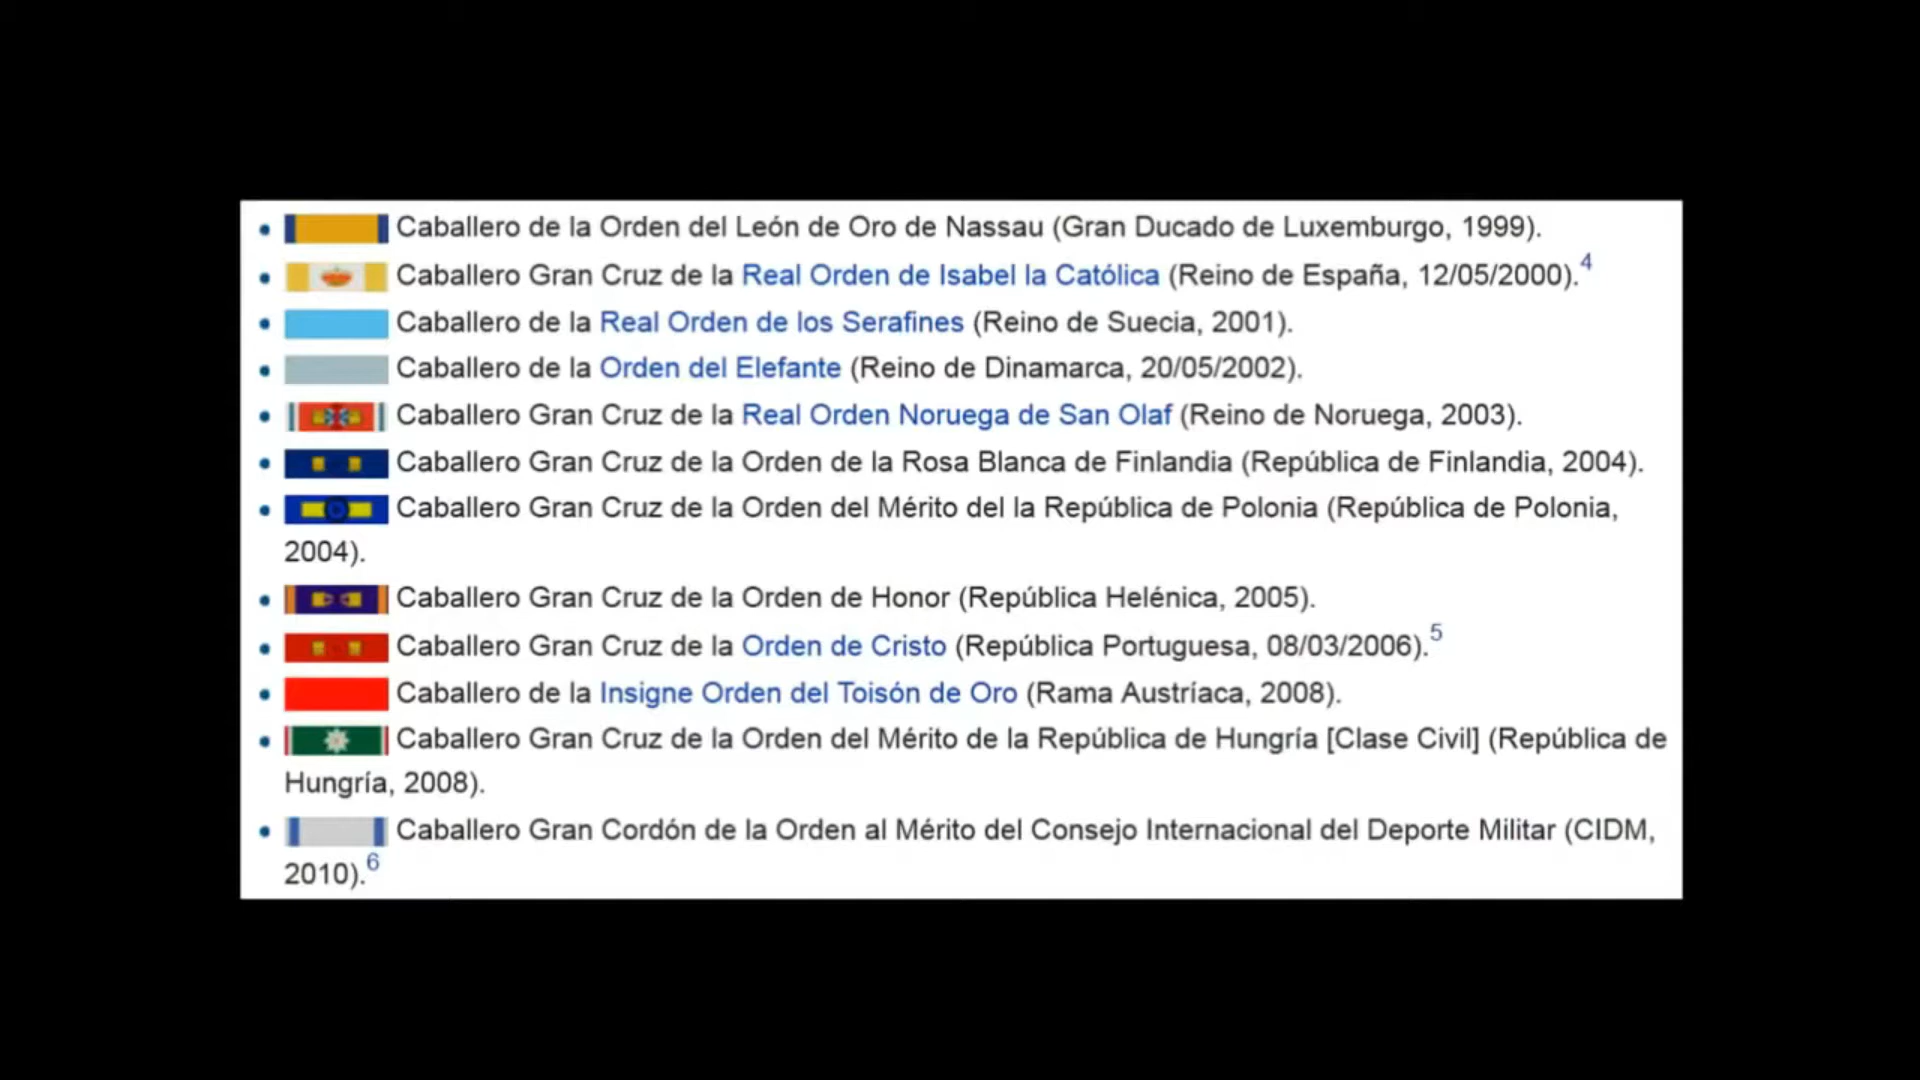 Caballero de la Orden del León de Oro de Nassau (Gran Ducado de Luxemburgo, 1999).
Caballero Gran Cruz de la Real Orden de Isabel la Católica (Reino de España, 12/05/2000).4
Caballero de la Real Orden de los Serafines (Reino de Suecia, 2001).
Caballero de la Orden del Elefante (Reino de Dinamarca, 20/05/2002).
Caballero Gran Cruz de la Real Orden Noruega de San Olaf (Reino de Noruega, 2003).
Caballero Gran Cruz de la Orden de la Rosa Blanca de Finlandia (República de Finlandia, 2004).
Caballero Gran Cruz de la Orden del Mérito del la República de Polonia (República de Polonia,
2004).
Caballero Gran Cruz de la Orden de Honor (República Helénica, 2005).
Caballero Gran Cruz de la Orden de Cristo (República Portuguesa, 08/03/2006).5
Caballero de la Insigne Orden del Toisón de Oro (Rama Austríaca, 2008).
Caballero Gran Cruz de la Orden del Mérito de la República de Hungría [Clase Civil] (República de
Hungría, 2008).
Caballero Gran Cordón de la Orden al Mérito del Consejo Internacional del Deporte Militar (CIDM,
2010).6